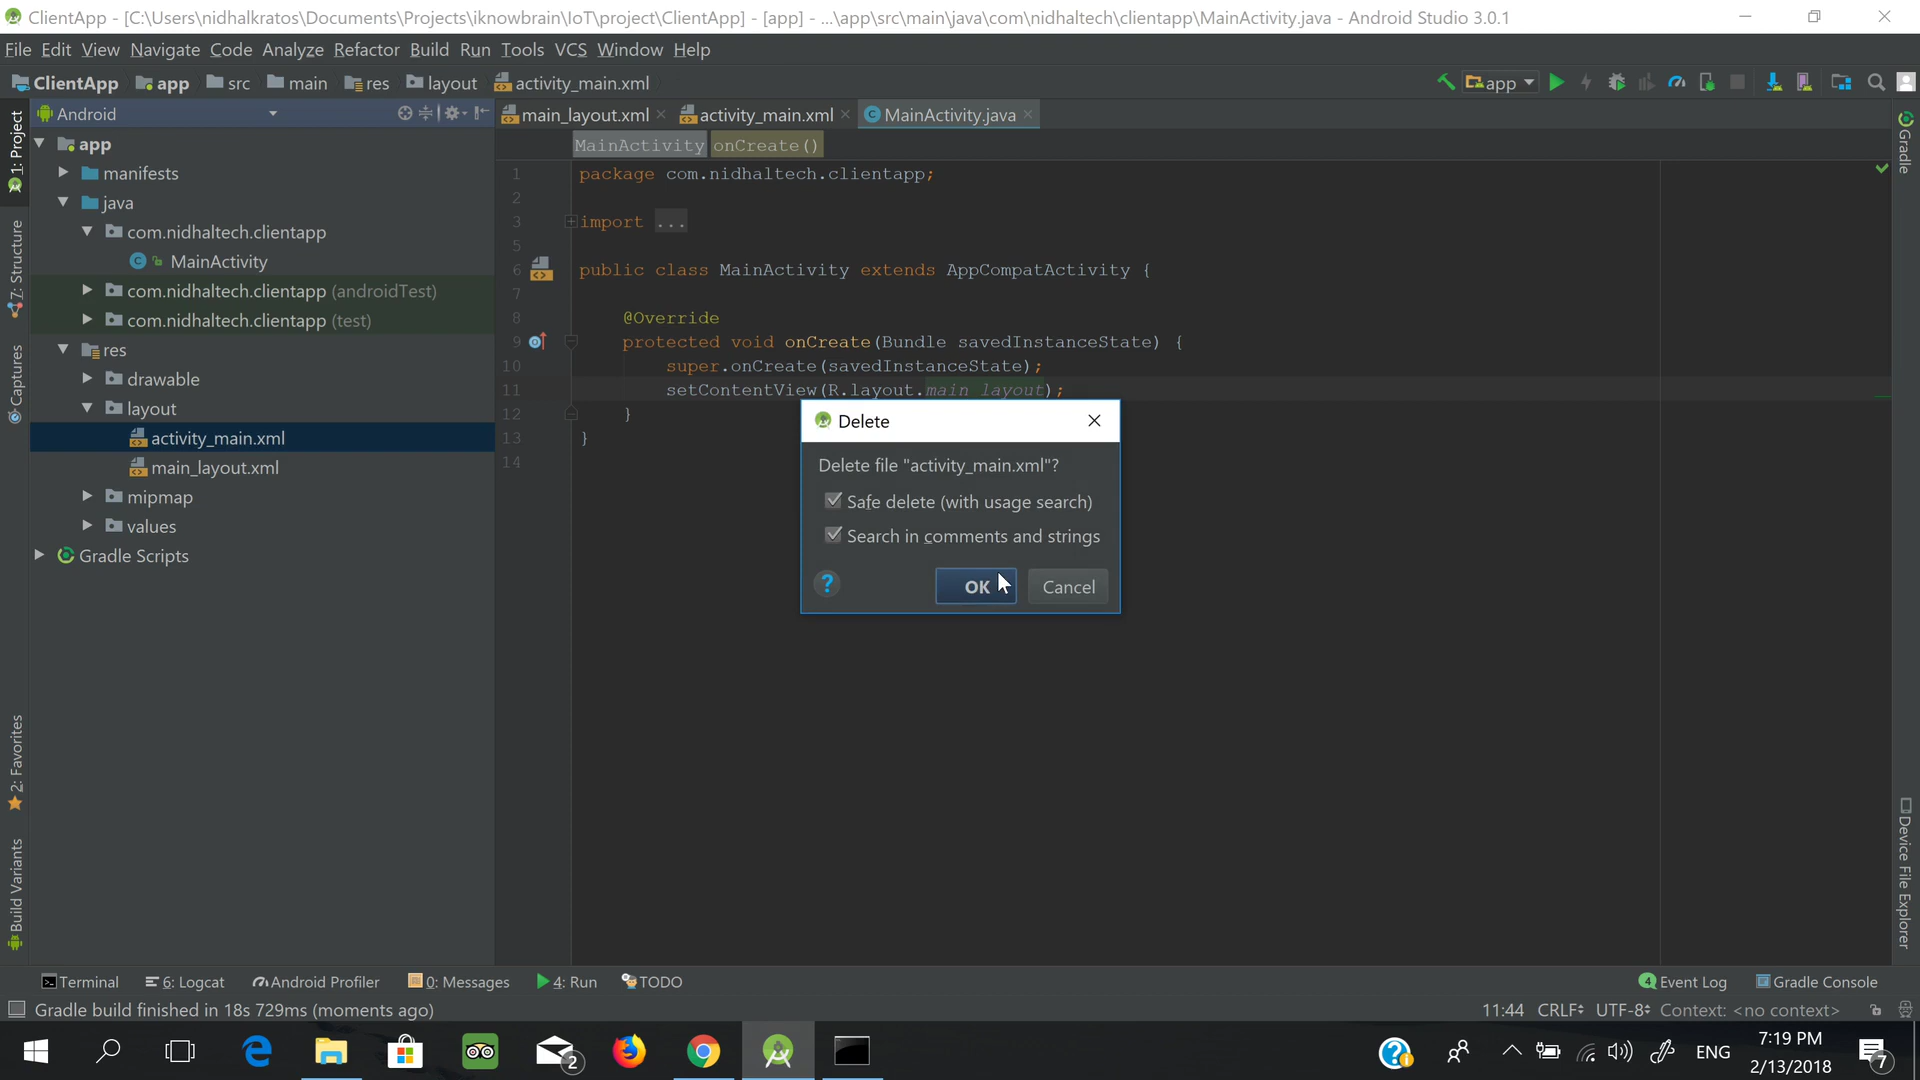 ClientApp - [C:\Users\nidhalkratos\Documents\Projects\iknowbrain\IoT\project\ClientApp] - [app] - ...\app\src\main\java\com\nidhaltech\clientapp\MainActivity.java - Android Studio 3.0.1
File Edit View Navigate Code Analyze Refactor Build Run Tools VCS Window Help
ClientApp app src main res layout activity_main.xml app
Android
main_layout.xml activity_main.xml MainActivity.java
MainActivity onCreate()
1: Project
7: Structure
Captures
2: Favorites
Build Variants
app
manifests
java
com.nidhaltech.clientapp
MainActivity
com.nidhaltech.clientapp (androidTest)
com.nidhaltech.clientapp (test)
res
drawable
layout
activity_main.xml
main_layout.xml
mipmap
values
Gradle Scripts
1 package com.nidhaltech.clientapp;
2
3 import ...
5
6 public class MainActivity extends AppCompatActivity {
7
8 @Override
9 protected void onCreate(Bundle savedInstanceState) {
10 super.onCreate(savedInstanceState);
11 setContentView(R.layout.main_layout);
12 }
13 }
14
Delete
Delete file "activity_main.xml"?
Safe delete (with usage search)
Search in comments and strings
? OK Cancel
Gradle
Device File Explorer
Terminal 6: Logcat Android Profiler 0: Messages 4: Run TODO 4 Event Log Gradle Console
Gradle build finished in 18s 729ms (moments ago) 11:44 CRLF UTF-8 Context: <no context>
2 ENG 7:19 PM
2/13/2018 7